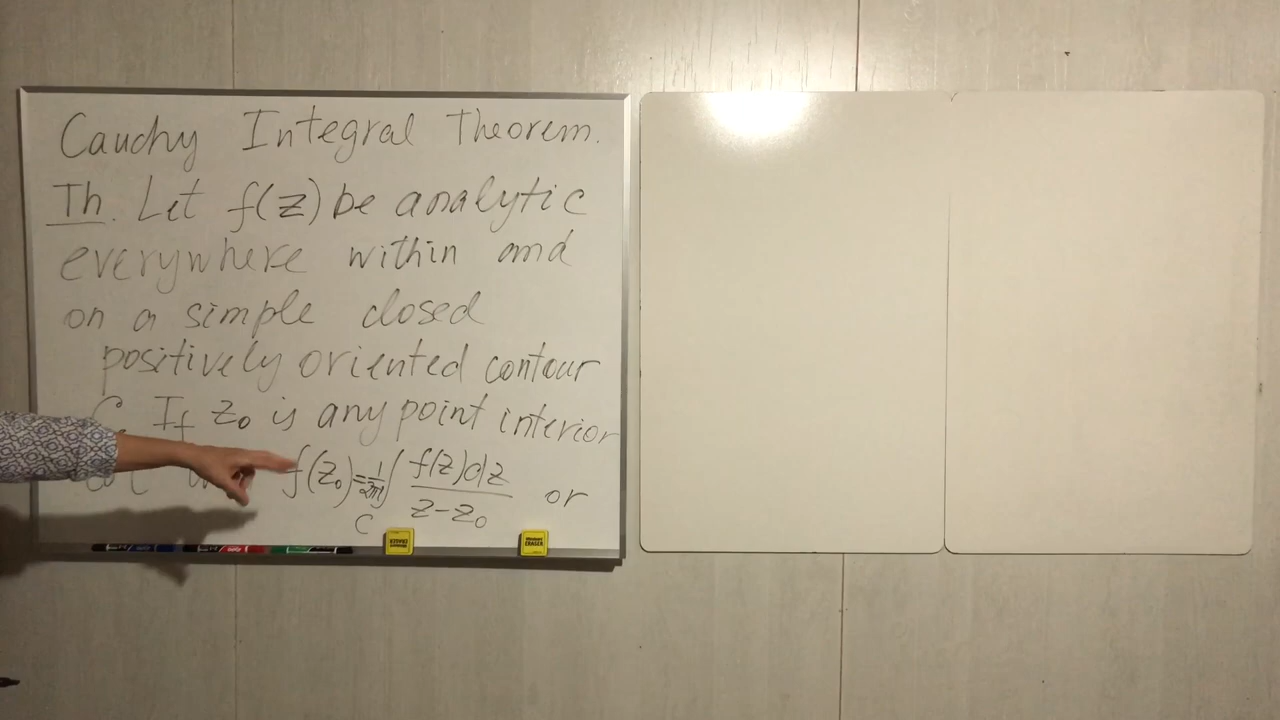 Cauchy Integral Theorem.
Th. Let f(z) be analytic
everywhere within and
on a simple closed
positively oriented contour
C. If z₀ is any point interior
f(z₀) = 1/2πi ∫_C f(z)dz / z-z₀ or